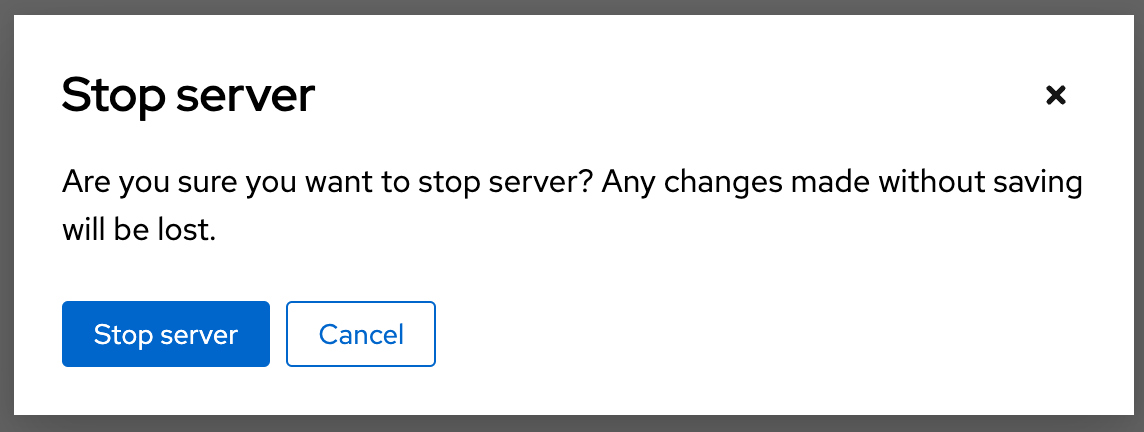 Stop server
Are you sure you want to stop server? Any changes made without saving
will be lost.
Stop server
Cancel